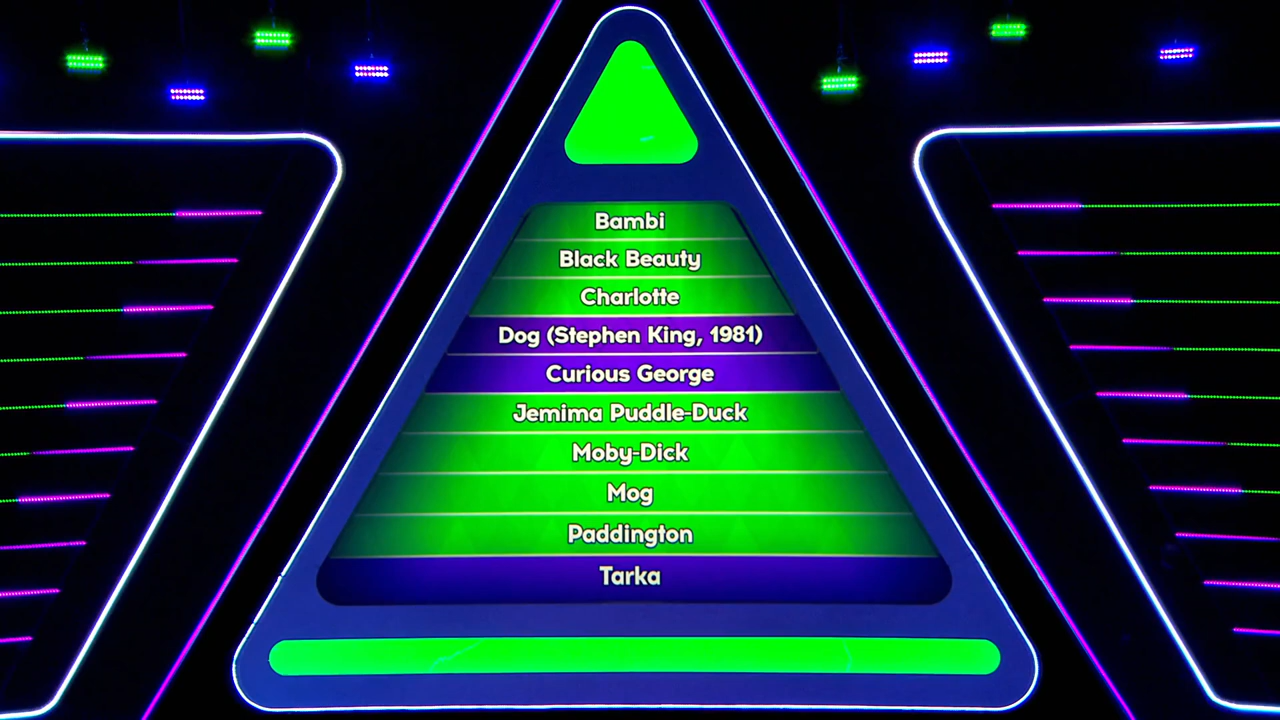 Bambi
Black Beauty
Charlotte
Dog (Stephen King, 1981)
Curious George
Jemima Puddle-Duck
Moby-Dick
Mog
Paddington
Tarka